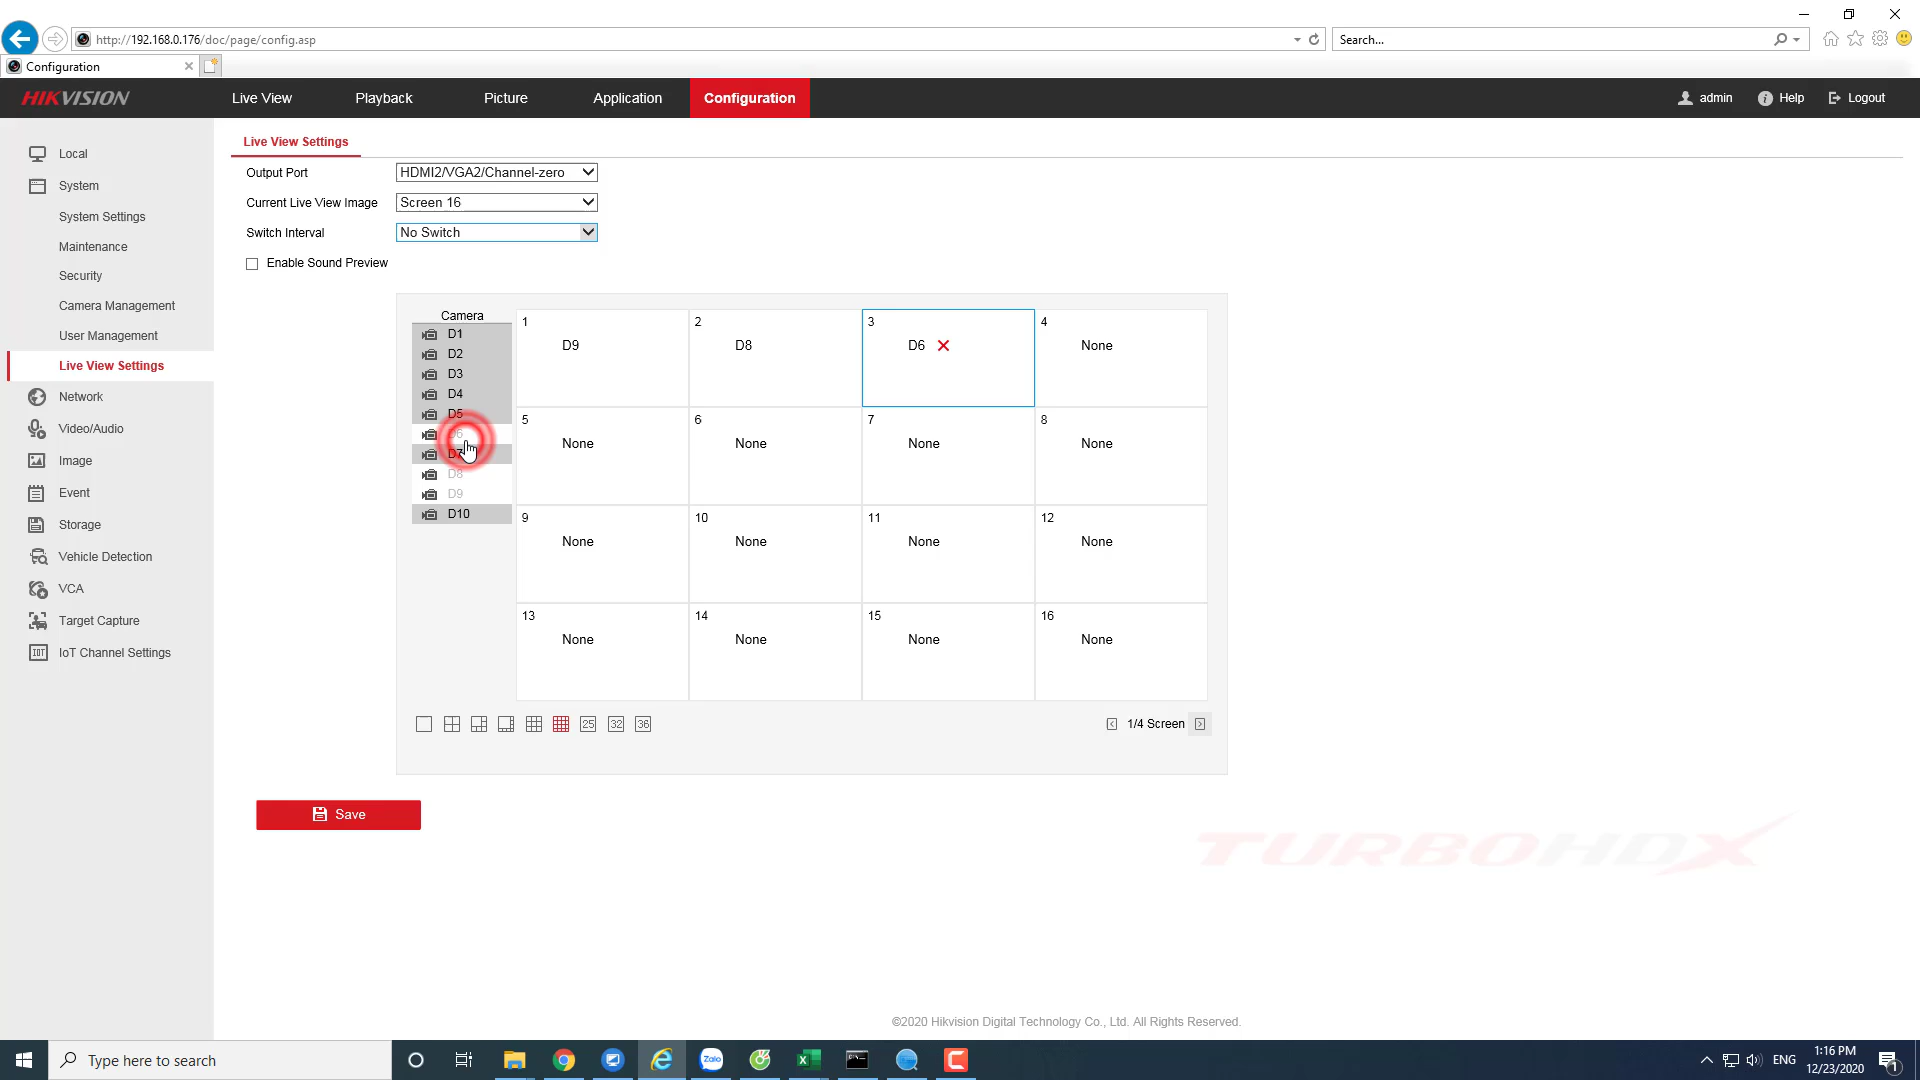 http://192.168.0.176/doc/page/config.asp
Search...
Configuration
HIKVISION
Live View
Playback
Picture
Application
Configuration
admin
Help
Logout
Local
System
System Settings
Maintenance
Security
Camera Management
User Management
Live View Settings
Network
Video/Audio
Image
Event
Storage
Vehicle Detection
VCA
Target Capture
IoT Channel Settings
Live View Settings
Output Port HDMI2/VGA2/Channel-zero
Current Live View Image Screen 16
Switch Interval No Switch
Enable Sound Preview
Camera
D1
D2
D3
D4
D5
D6
D7
D8
D9
D10
1 D9
2 D8
3 D6
4 None
5 None
6 None
7 None
8 None
9 None
10 None
11 None
12 None
13 None
14 None
15 None
16 None
25
32
36
1/4 Screen
Save
TURBOHDX
©2020 Hikvision Digital Technology Co., Ltd. All Rights Reserved.
Type here to search
Zalo
ENG
1:16 PM
12/23/2020
1